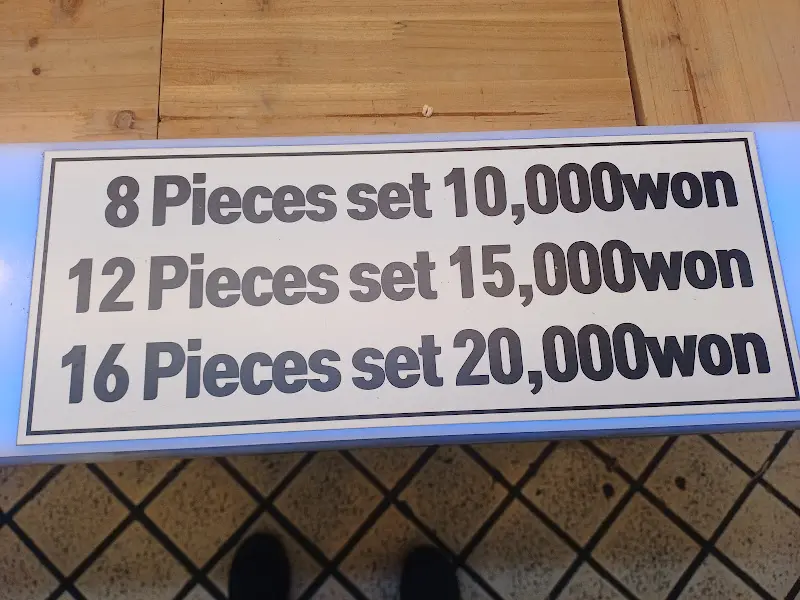 8 Pieces set 10,000won
12 Pieces set 15,000won
16 Pieces set 20,000won